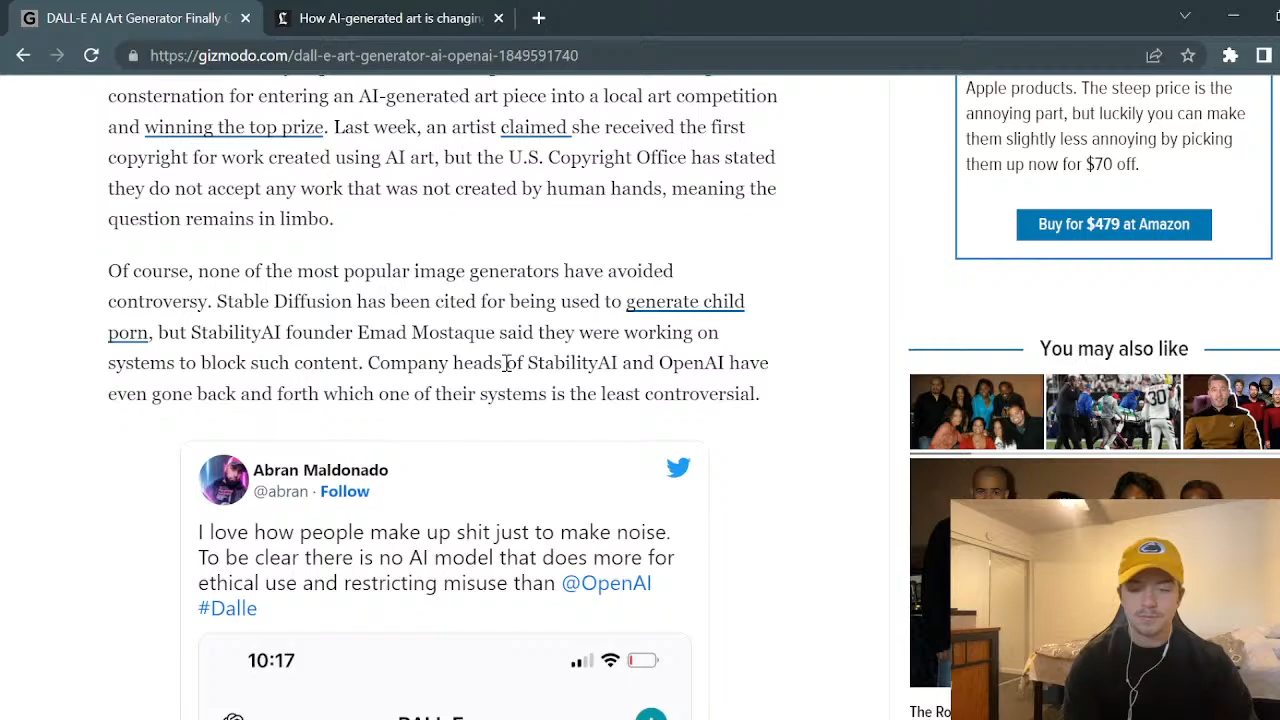 DALL-E AI Art Generator Finally
How AI-generated art is changing
https://gizmodo.com/dall-e-art-generator-ai-openai-1849591740
consternation for entering an AI-generated art piece into a local art competition
and winning the top prize. Last week, an artist claimed she received the first
copyright for work created using AI art, but the U.S. Copyright Office has stated
they do not accept any work that was not created by human hands, meaning the
question remains in limbo.
Of course, none of the most popular image generators have avoided
controversy. Stable Diffusion has been cited for being used to generate child
porn, but StabilityAI founder Emad Mostaque said they were working on
systems to block such content. Company heads of StabilityAI and OpenAI have
even gone back and forth which one of their systems is the least controversial.
Abran Maldonado
@abran · Follow
I love how people make up shit just to make noise.
To be clear there is no AI model that does more for
ethical use and restricting misuse than @OpenAI
#Dalle
10:17
DALL-E
Apple products. The steep price is the
annoying part, but luckily you can make
them slightly less annoying by picking
them up now for $70 off.
Buy for $479 at Amazon
You may also like
30
The Ro